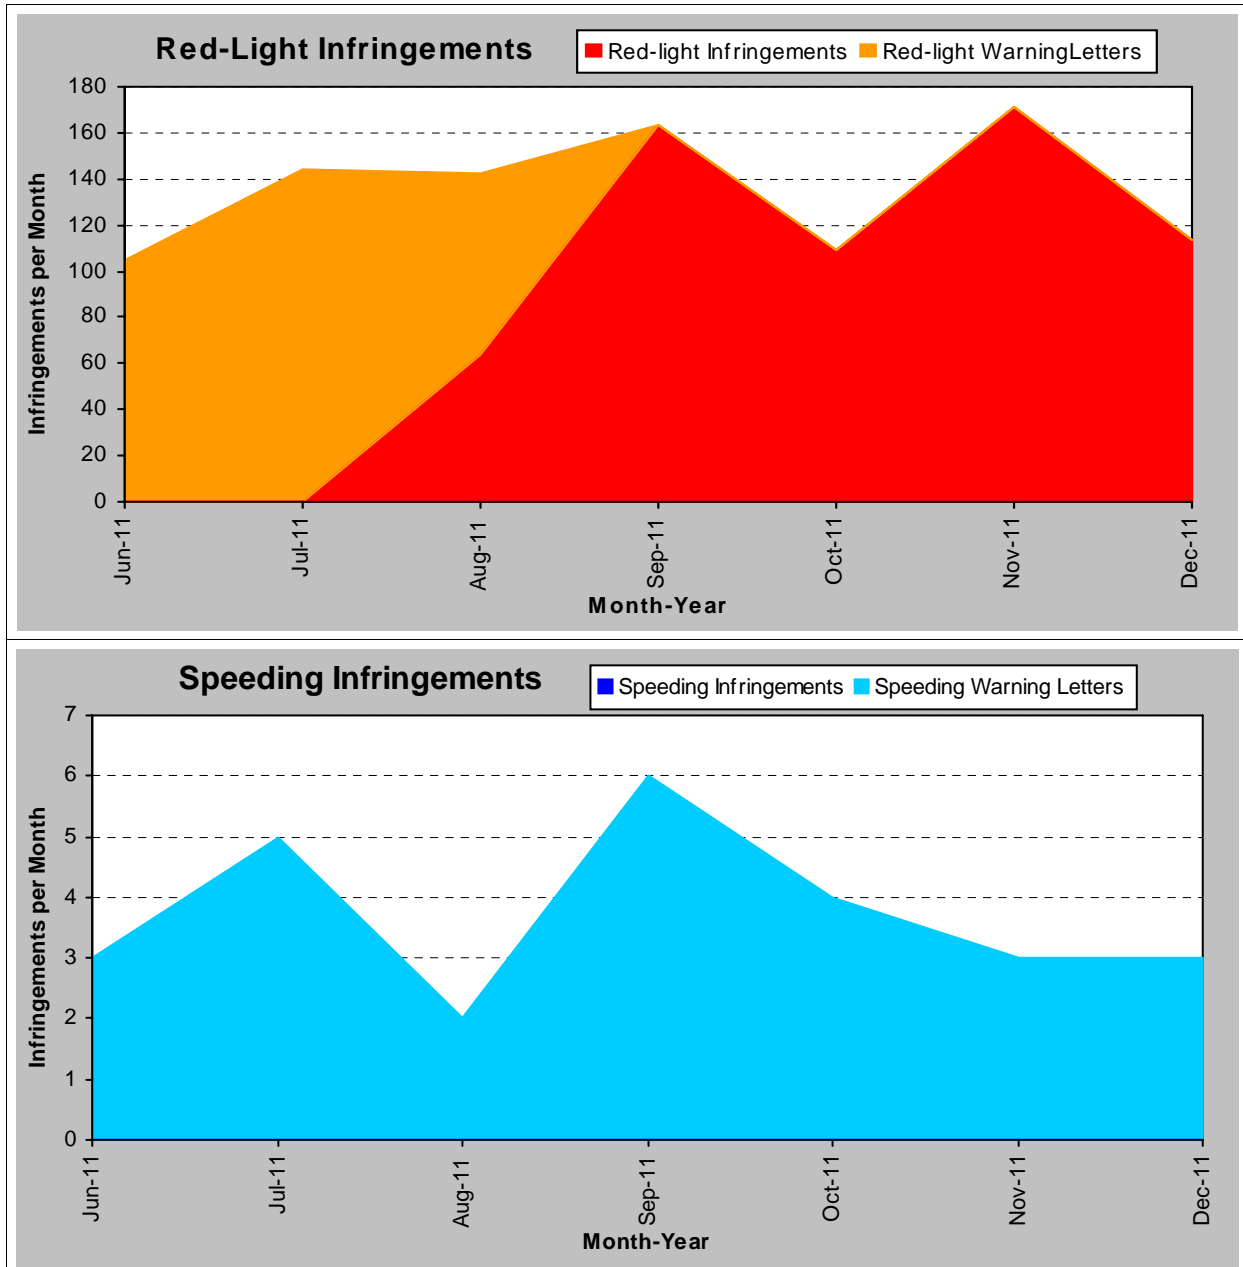 Red-Light Infringements
Red-light Infringements Red-light WarningLetters
Infringements per Month
180
160
140
120
100
80
60
40
20
0
Jun-11 Jul-11 Aug-11 Sep-11 Oct-11 Nov-11 Dec-11
Month-Year
Speeding Infringements
Speeding Infringements Speeding Warning Letters
Infringements per Month
7
6
5
4
3
2
1
0
Jun-11 Jul-11 Aug-11 Sep-11 Oct-11 Nov-11 Dec-11
Month-Year